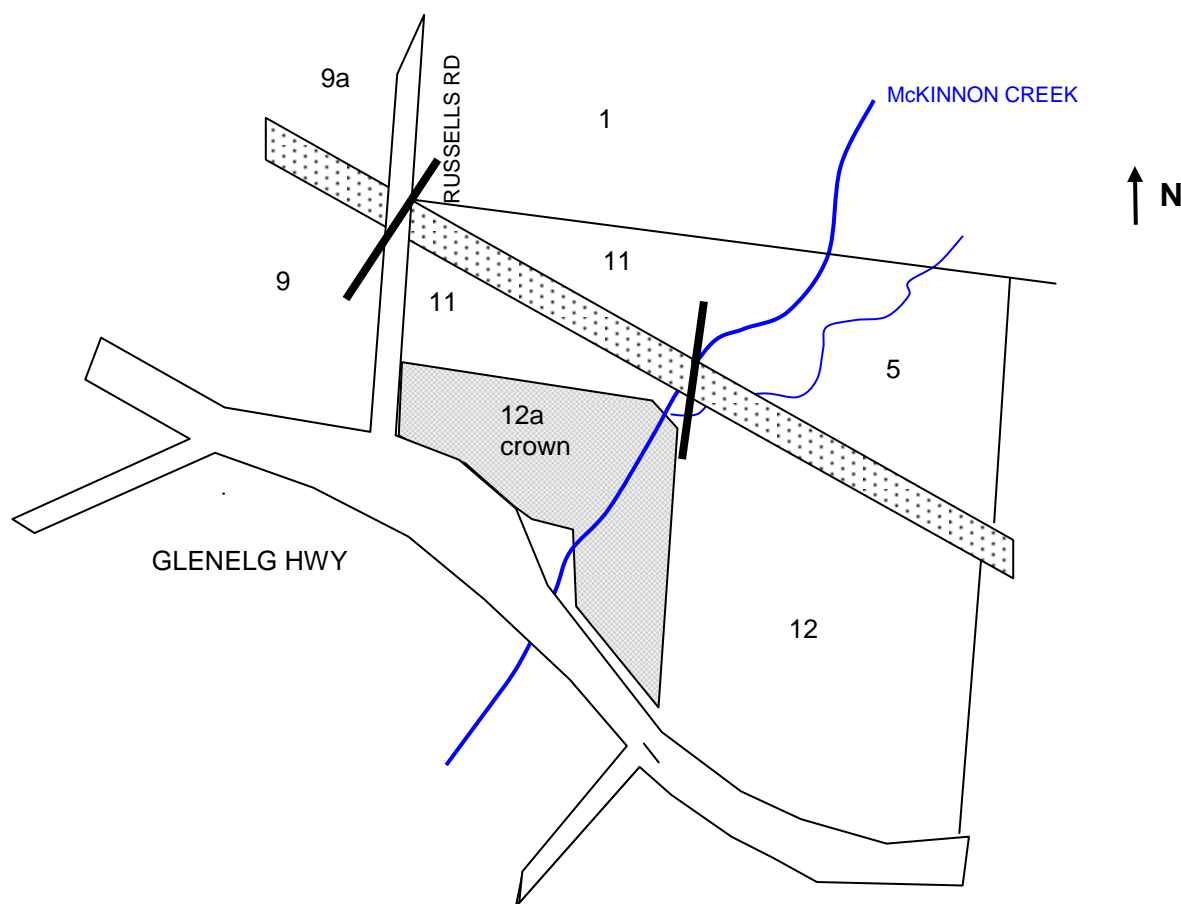 9a
RUSSELLS RD
1
McKINNON CREEK
N
9
11
11
5
12a
crown
GLENELG HWY
12